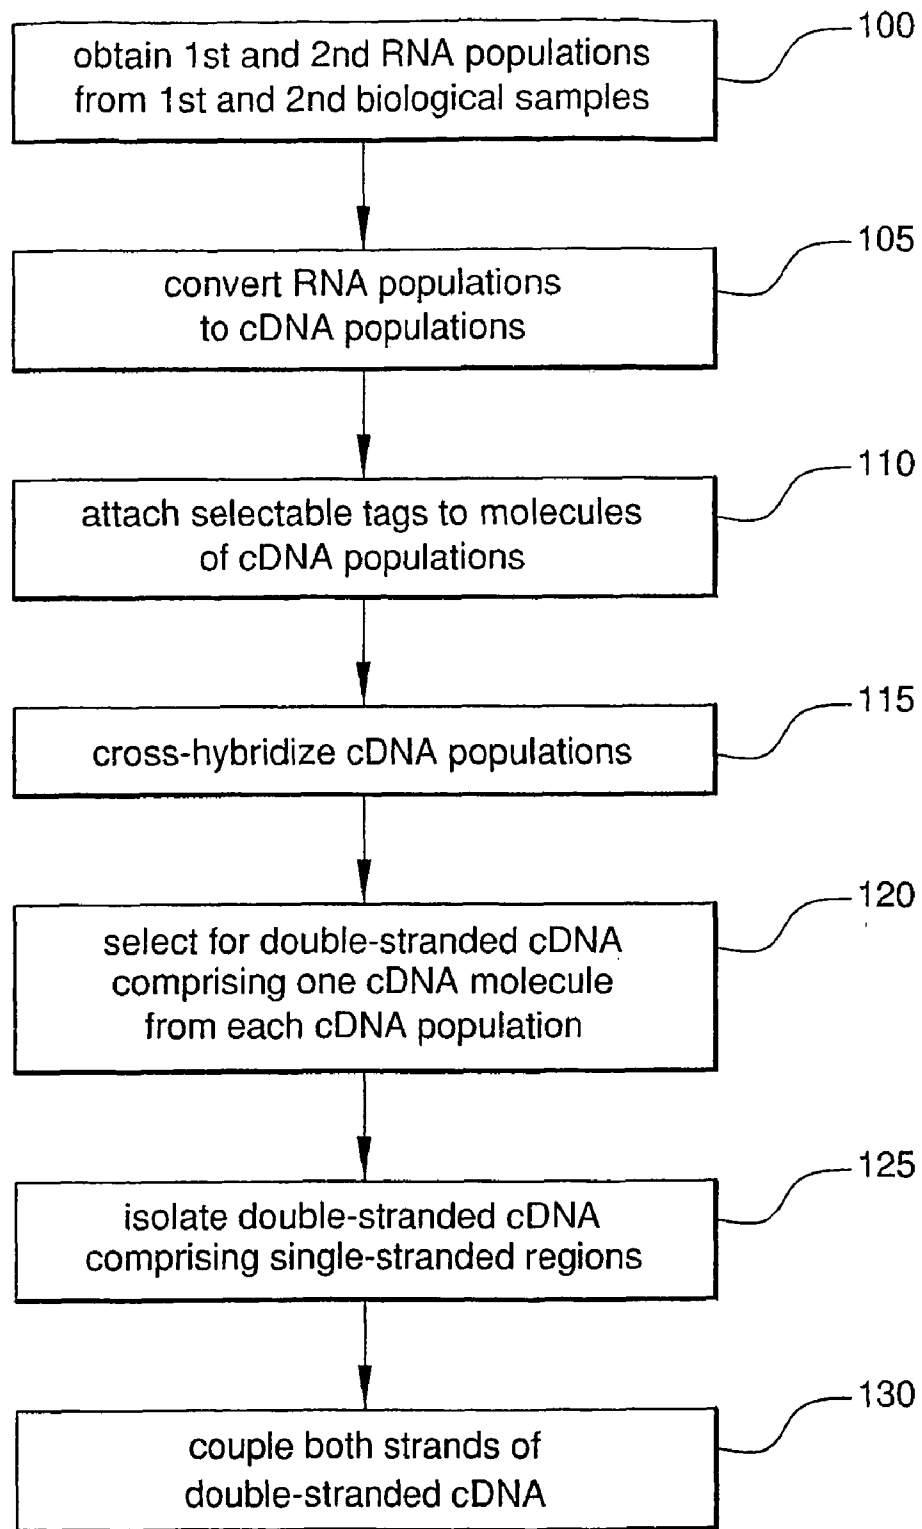 obtain 1st and 2nd RNA populations
from 1st and 2nd biological samples
100
convert RNA populations
to cDNA populations
105
attach selectable tags to molecules
of cDNA populations
110
cross-hybridize cDNA populations
115
select for double-stranded cDNA
comprising one cDNA molecule
from each cDNA population
120
isolate double-stranded cDNA
comprising single-stranded regions
125
couple both strands of
double-stranded cDNA
130